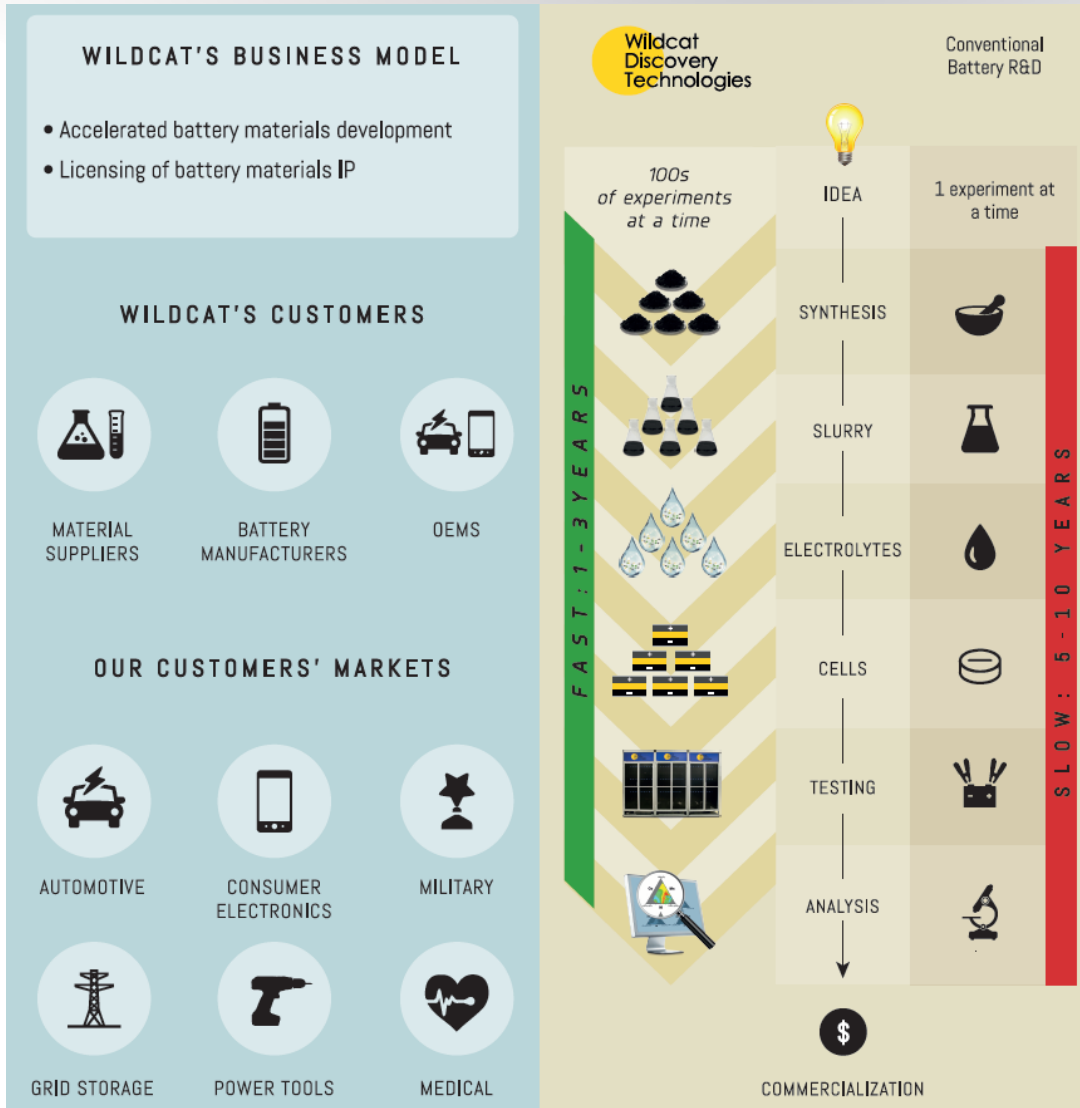 WILDCAT'S BUSINESS MODEL
• Accelerated battery materials development
• Licensing of battery materials IP
WILDCAT'S CUSTOMERS
MATERIAL
SUPPLIERS
BATTERY
MANUFACTURERS
OEMS
OUR CUSTOMERS' MARKETS
AUTOMOTIVE
CONSUMER
ELECTRONICS
MILITARY
GRID STORAGE
POWER TOOLS
MEDICAL
Wildcat
Discovery
Technologies
Conventional
Battery R&D
100s
of experiments
at a time
IDEA
1 experiment at
a time
FAST: 1-3 YEARS
SYNTHESIS
SLURRY
ELECTROLYTES
CELLS
TESTING
ANALYSIS
SLOW: 5-10 YEARS
$
COMMERCIALIZATION